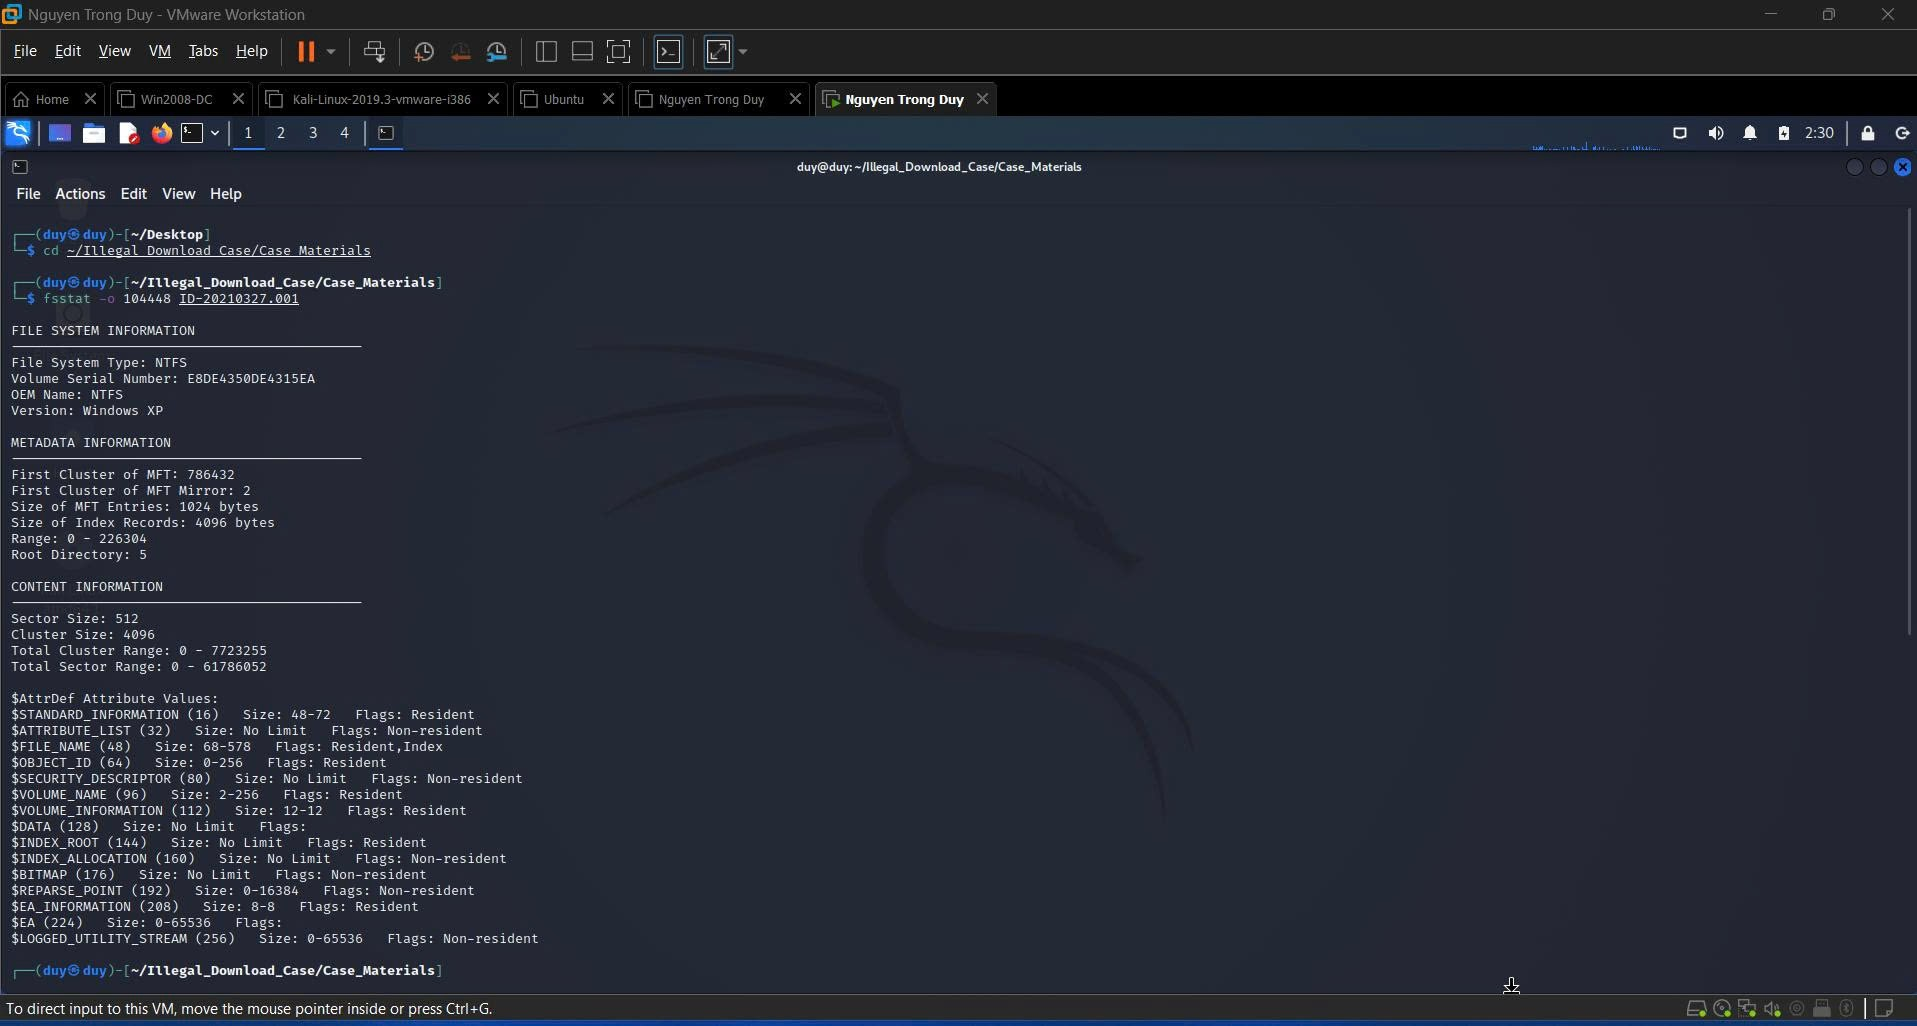 Nguyen Trong Duy - VMware Workstation
File Edit View VM Tabs Help
Home Win2008-DC Kali-Linux-2019.3-vmware-i386 Ubuntu Nguyen Trong Duy Nguyen Trong Duy
1 2 3 4 2:30
duy@duy: ~/Illegal_Download_Case/Case_Materials
File Actions Edit View Help
┌──(duy㉿duy)-[~/Desktop]
└─$ cd ~/Illegal_Download_Case/Case_Materials
┌──(duy㉿duy)-[~/Illegal_Download_Case/Case_Materials]
└─$ fsstat -o 104448 ID-20210327.001
FILE SYSTEM INFORMATION
File System Type: NTFS
Volume Serial Number: E8DE4350DE4315EA
OEM Name: NTFS
Version: Windows XP
METADATA INFORMATION
First Cluster of MFT: 786432
First Cluster of MFT Mirror: 2
Size of MFT Entries: 1024 bytes
Size of Index Records: 4096 bytes
Range: 0 - 226304
Root Directory: 5
CONTENT INFORMATION
Sector Size: 512
Cluster Size: 4096
Total Cluster Range: 0 - 7723255
Total Sector Range: 0 - 61786052
$AttrDef Attribute Values:
$STANDARD_INFORMATION (16) Size: 48-72 Flags: Resident
$ATTRIBUTE_LIST (32) Size: No Limit Flags: Non-resident
$FILE_NAME (48) Size: 68-578 Flags: Resident,Index
$OBJECT_ID (64) Size: 0-256 Flags: Resident
$SECURITY_DESCRIPTOR (80) Size: No Limit Flags: Non-resident
$VOLUME_NAME (96) Size: 2-256 Flags: Resident
$VOLUME_INFORMATION (112) Size: 12-12 Flags: Resident
$DATA (128) Size: No Limit Flags:
$INDEX_ROOT (144) Size: No Limit Flags: Resident
$INDEX_ALLOCATION (160) Size: No Limit Flags: Non-resident
$BITMAP (176) Size: No Limit Flags: Non-resident
$REPARSE_POINT (192) Size: 0-16384 Flags: Non-resident
$EA_INFORMATION (208) Size: 8-8 Flags: Resident
$EA (224) Size: 0-65536 Flags:
$LOGGED_UTILITY_STREAM (256) Size: 0-65536 Flags: Non-resident
┌──(duy㉿duy)-[~/Illegal_Download_Case/Case_Materials]
To direct input to this VM, move the mouse pointer inside or press Ctrl+G.